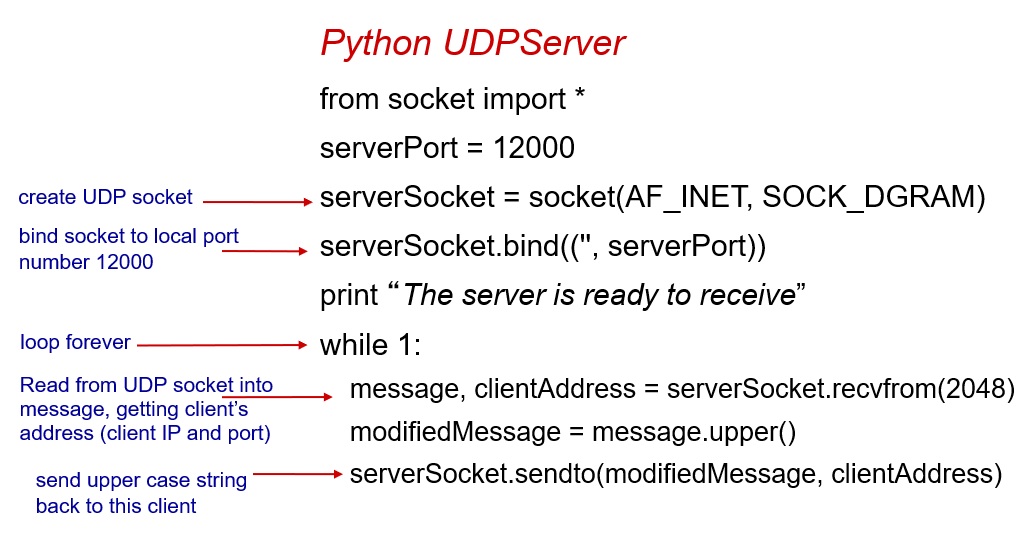 Python UDPServer
from socket import *
serverPort = 12000
create UDP socket
serverSocket = socket(AF_INET, SOCK_DGRAM)
bind socket to local port
number 12000
serverSocket.bind(('', serverPort))
print “The server is ready to receive”
loop forever
while 1:
Read from UDP socket into
message, getting client’s
address (client IP and port)
message, clientAddress = serverSocket.recvfrom(2048)
modifiedMessage = message.upper()
send upper case string
back to this client
serverSocket.sendto(modifiedMessage, clientAddress)